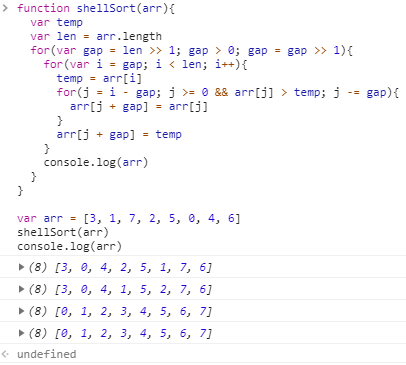 > function shellSort(arr){
    var temp
    var len = arr.length
    for(var gap = len >> 1; gap > 0; gap = gap >> 1){
      for(var i = gap; i < len; i++){
        temp = arr[i]
        for(j = i - gap; j >= 0 && arr[j] > temp; j -= gap){
          arr[j + gap] = arr[j]
        }
        arr[j + gap] = temp
      }
      console.log(arr)
    }
  }

  var arr = [3, 1, 7, 2, 5, 0, 4, 6]
  shellSort(arr)
  console.log(arr)
▶ (8) [3, 0, 4, 2, 5, 1, 7, 6]
▶ (8) [3, 0, 4, 1, 5, 2, 7, 6]
▶ (8) [0, 1, 2, 3, 4, 5, 6, 7]
▶ (8) [0, 1, 2, 3, 4, 5, 6, 7]
undefined